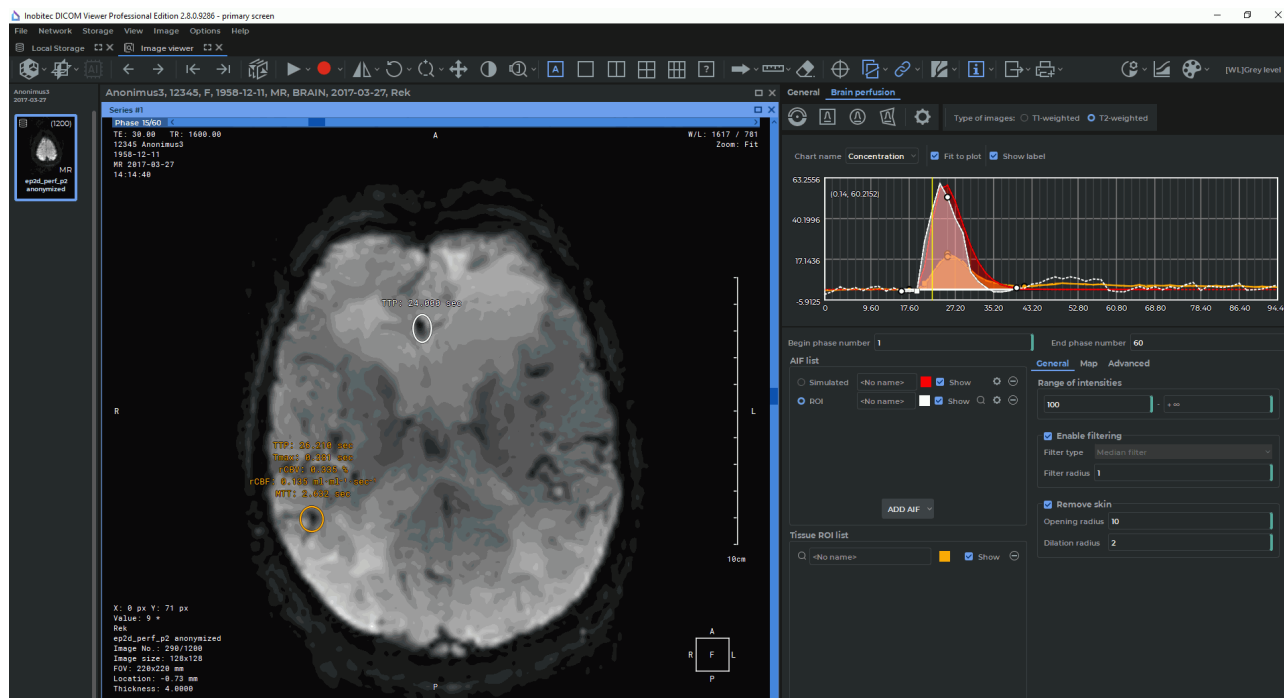 Inobitec DICOM Viewer Professional Edition 2.8.0.9286 - primary screen
File Network Storage View Image Options Help
Local Storage Image viewer
A ?
[WL]Grey level
Anonimus3
2017-03-27
(1200)
MR
ep2d_perf_p2
anonymized
Anonimus3, 12345, F, 1958-12-11, MR, BRAIN, 2017-03-27, Rek
Series #1
Phase 15/60
TE: 30.00 TR: 1600.00
12345 Anonimus3
1958-12-11
MR 2017-03-27
14:14:40
A
W/L: 1617 / 781
Zoom: Fit
TTP: 24.000 sec
R
L
TTP: sec
Tmax: 0.381 sec
rCBV: %
rCBF:
MTT: sec
10cm
X: 0 px Y: 71 px
Value: 9 *
Rek
ep2d_perf_p2 anonymized
Image No.: 290/1200
Image size: 128x128
FOV: 220x220 mm
Location: -0.73 mm
Thickness: 4.0000
P
A
R F L
P
General Brain perfusion
Type of images: T1-weighted T2-weighted
Chart name Concentration Fit to plot Show label
63.2556
(0.14, 60.2152)
40.1996
17.1436
-5.9125
0 9.60 17.60 27.20 35.20 43.20 52.80 60.80 68.80 78.40 86.40 94.4
Begin phase number 1 End phase number 60
AIF list
Simulated <No name> Show
ROI <No name> Show
ADD AIF
Tissue ROI list
<No name> Show
General Map Advanced
Range of intensities
100 - +∞
Enable filtering
Filter type Median filter
Filter radius 1
Remove skin
Opening radius 10
Dilation radius 2